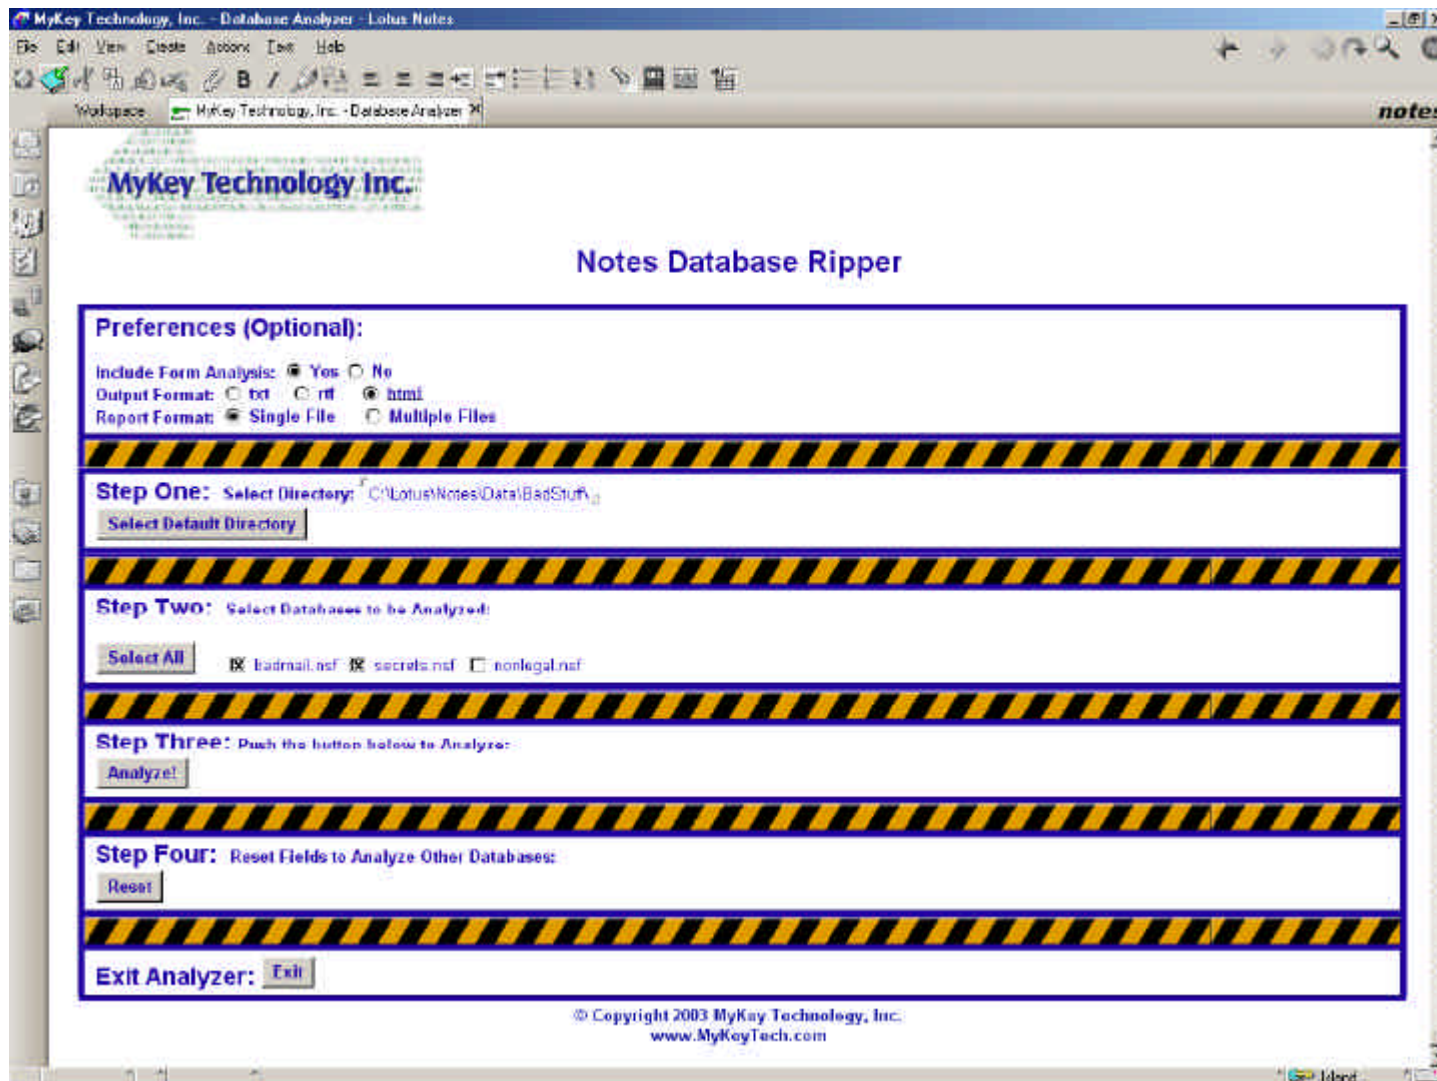 MyKey Technology, Inc. - Database Analyzer - Lotus Notes
File Edit View Create Actions Text Help
Workspace MyKey Technology, Inc. - Database Analyzer
notes
MyKey Technology Inc.
Notes Database Ripper
Preferences (Optional):
Include Form Analysis: Yes No
Output Format: txt rtf html
Report Format: Single File Multiple Files
Step One: Select Directory: C:\Lotus\Notes\Data\BadStuff\
Select Default Directory
Step Two: Select Databases to be Analyzed:
Select All badmail.nsf secrets.nsf nonlegal.nsf
Step Three: Push the button below to Analyze:
Analyze!
Step Four: Reset Fields to Analyze Other Databases:
Reset
Exit Analyzer: Exit
© Copyright 2003 MyKey Technology, Inc.
www.MyKeyTech.com
Island